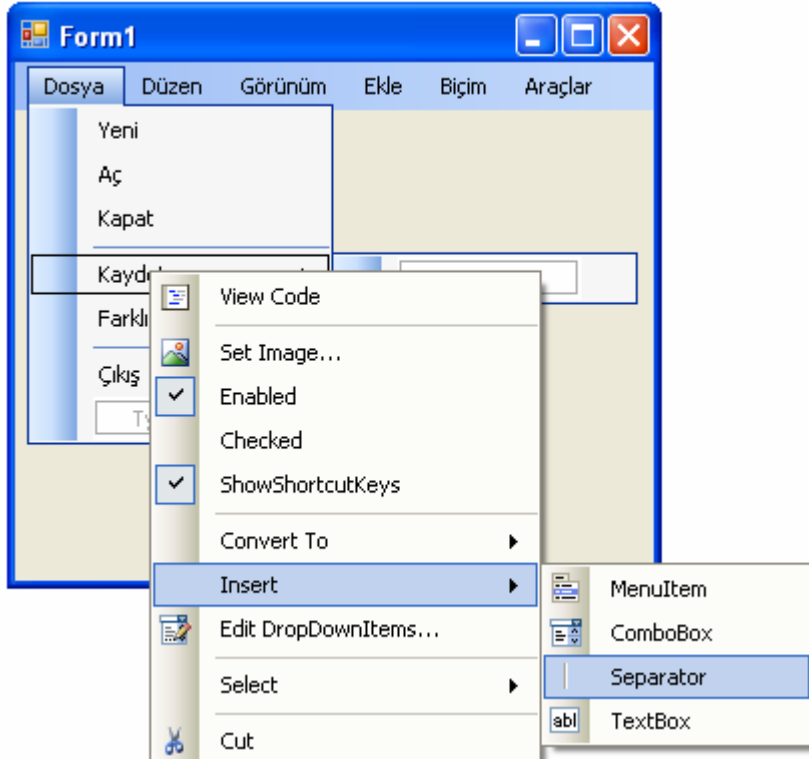 Form1
Dosya Düzen Görünüm Ekle Biçim Araçlar
Yeni
Aç
Kapat
Çıkış
View Code
Set Image...
Enabled
Checked
ShowShortcutKeys
Convert To
Insert
Edit DropDownItems...
Select
Cut
MenuItem
ComboBox
Separator
TextBox
abl